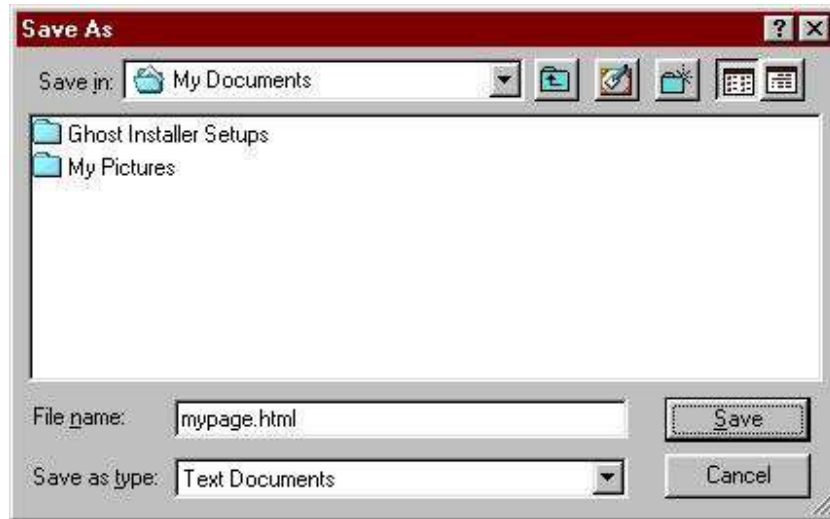 Save As
Save in: My Documents
Ghost Installer Setups
My Pictures
File name: mypage.html Save
Save as type: Text Documents Cancel